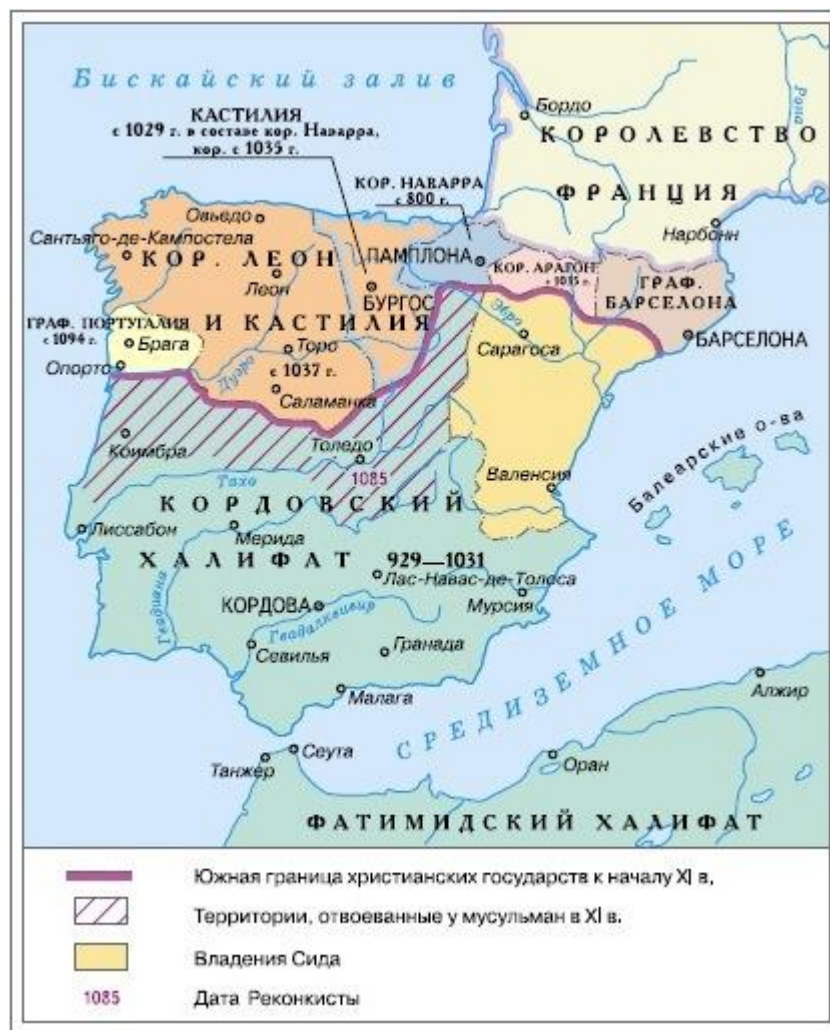 Бискайский залив
КАСТИЛИЯ
с 1029 г. в составе кор. Наварра,
кор. с 1035 г.
Бордо
Рона
КОРОЛЕВСТВО
ФРАНЦИЯ
КОР. НАВАРРА
с 800 г.
Овьедо
Сантьяго-де-Кампостела
Нарбонн
КОР. ЛЕОН
ПАМПЛОНА
КОР. АРАГОН
с 1035 г.
Леон
БУРГОС
ГРАФ.
БАРСЕЛОНА
ГРАФ. ПОРТУГАЛИЯ
с 1094 г.
И КАСТИЛИЯ
Эбро
Брага
Торо
Сарагоса
БАРСЕЛОНА
Опорто
Дуэро
с 1037 г.
Саламанка
Коимбра
Толедо
Балеарские о-ва
1085
Валенсия
Тахо
КОРДОВСКИЙ
Лиссабон
Мерида
ХАЛИФАТ 929—1031
Лас-Навас-де-Толоса
Гвадиана
КОРДОВА
Мурсия
Гвадалквивир
Севилья
Гранада
СРЕДИЗЕМНОЕ МОРЕ
Малага
Алжир
Сеута
Танжер
Оран
ФАТИМИДСКИЙ ХАЛИФАТ
Южная граница христианских государств к началу XI в.
Территории, отвоеванные у мусульман в XI в.
Владения Сида
1085 Дата Реконкисты